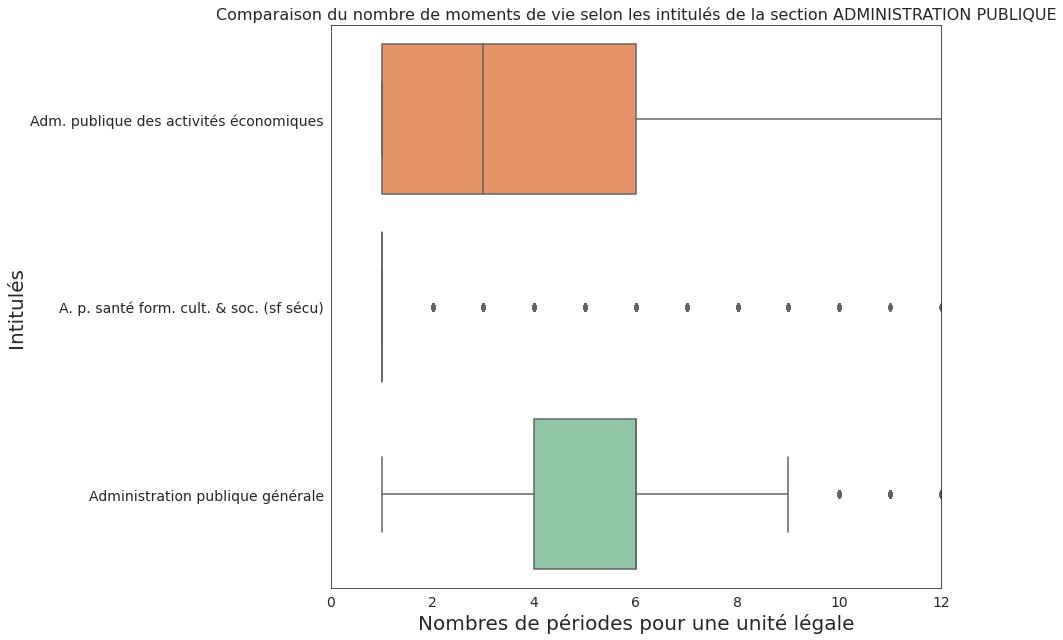 Comparaison du nombre de moments de vie selon les intitulés de la section ADMINISTRATION PUBLIQUE
Intitulés
Adm. publique des activités économiques
A. p. santé form. cult. & soc. (sf sécu)
Administration publique générale
0 2 4 6 8 10 12
Nombres de périodes pour une unité légale